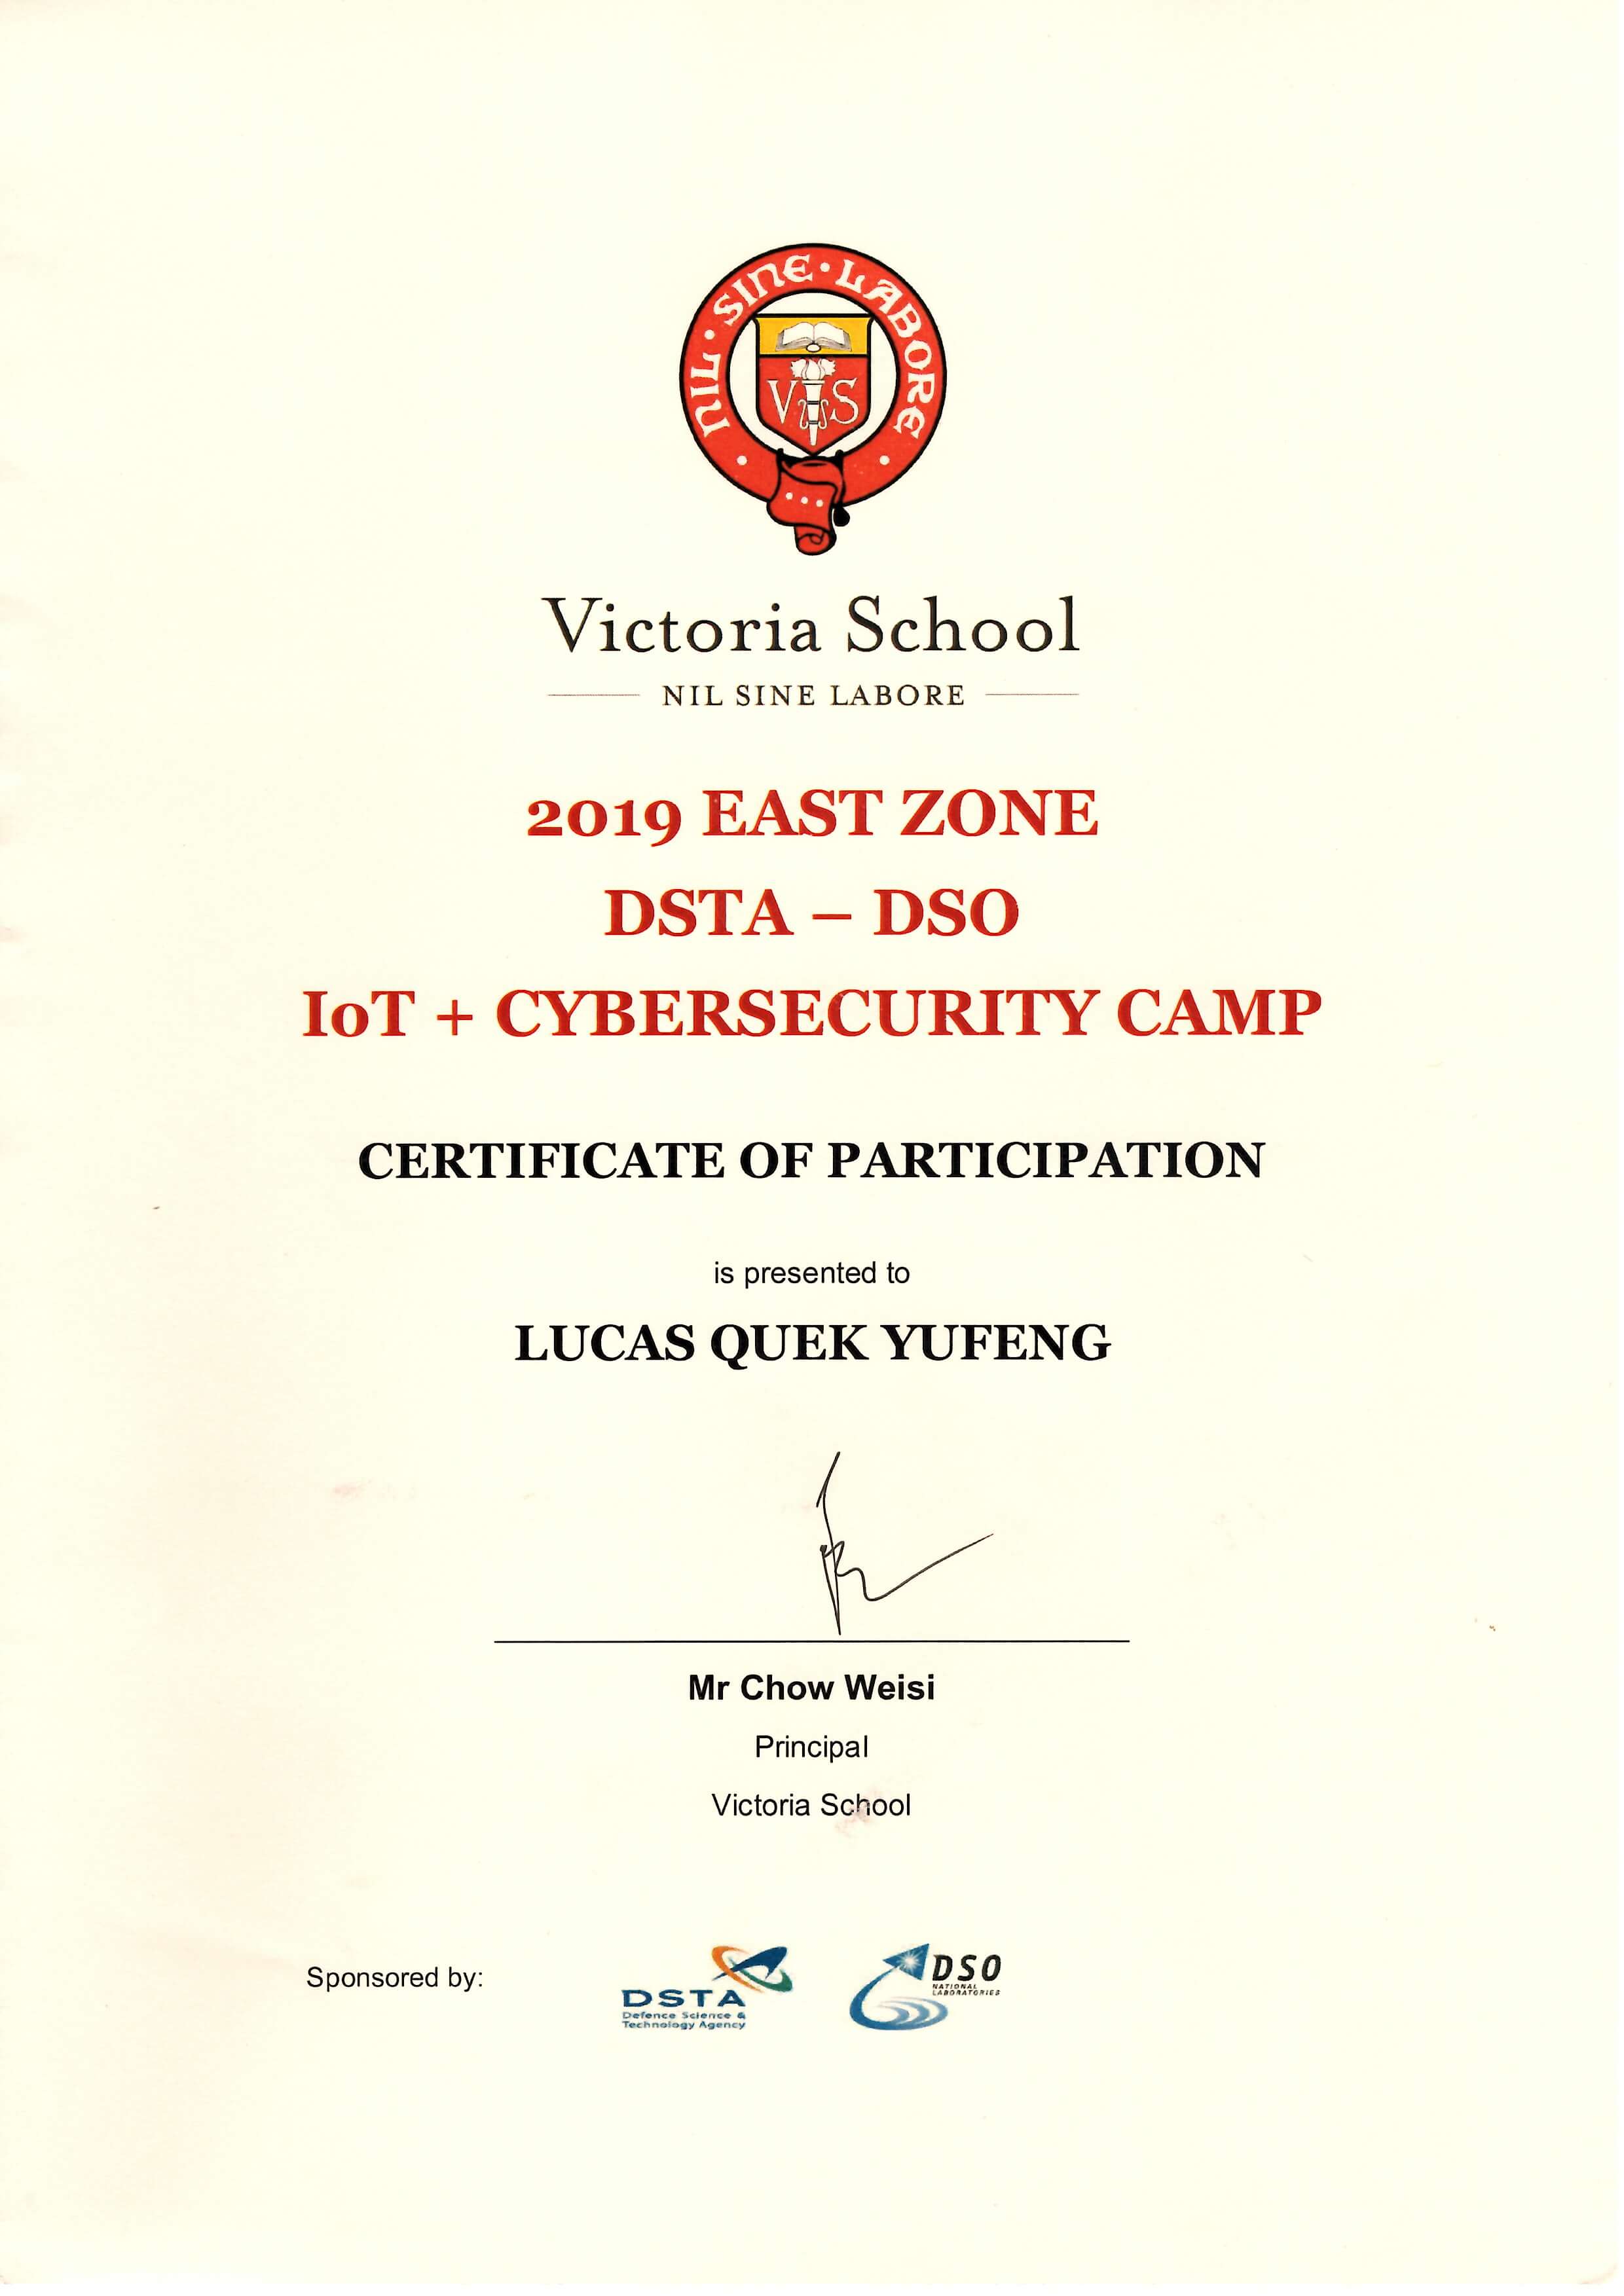 NIL · SINE · LABORE
V S
Victoria School
NIL SINE LABORE
2019 EAST ZONE
DSTA – DSO
IoT + CYBERSECURITY CAMP
CERTIFICATE OF PARTICIPATION
is presented to
LUCAS QUEK YUFENG
Mr Chow Weisi
Principal
Victoria School
Sponsored by:
DSTA
Defence Science &
Technology Agency
DSO
NATIONAL
LABORATORIES